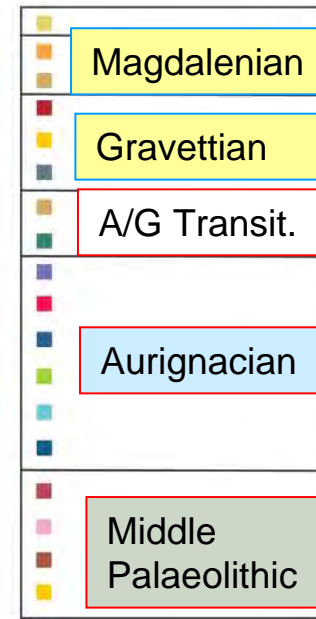 Magdalenian
Gravettian
A/G Transit.
Aurignacian
Middle
Palaeolithic